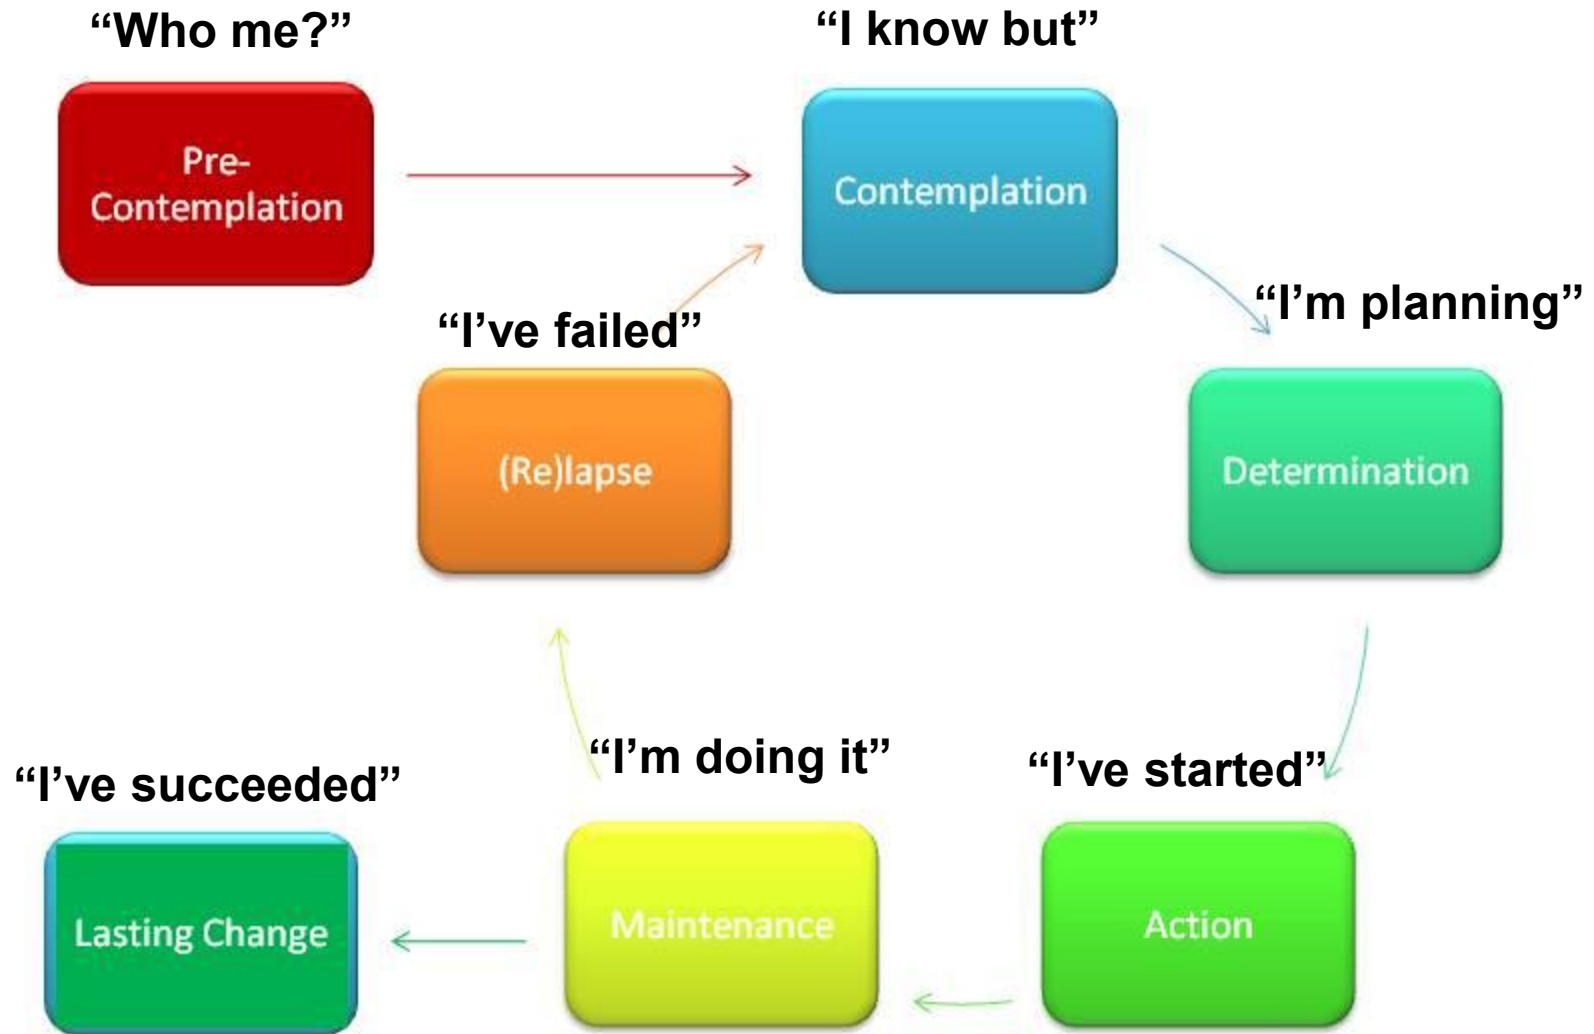 “Who me?”
Pre-
Contemplation
“I know but”
Contemplation
“I’m planning”
Determination
“I’ve started”
Action
“I’m doing it”
Maintenance
“I’ve failed”
(Re)lapse
“I’ve succeeded”
Lasting Change